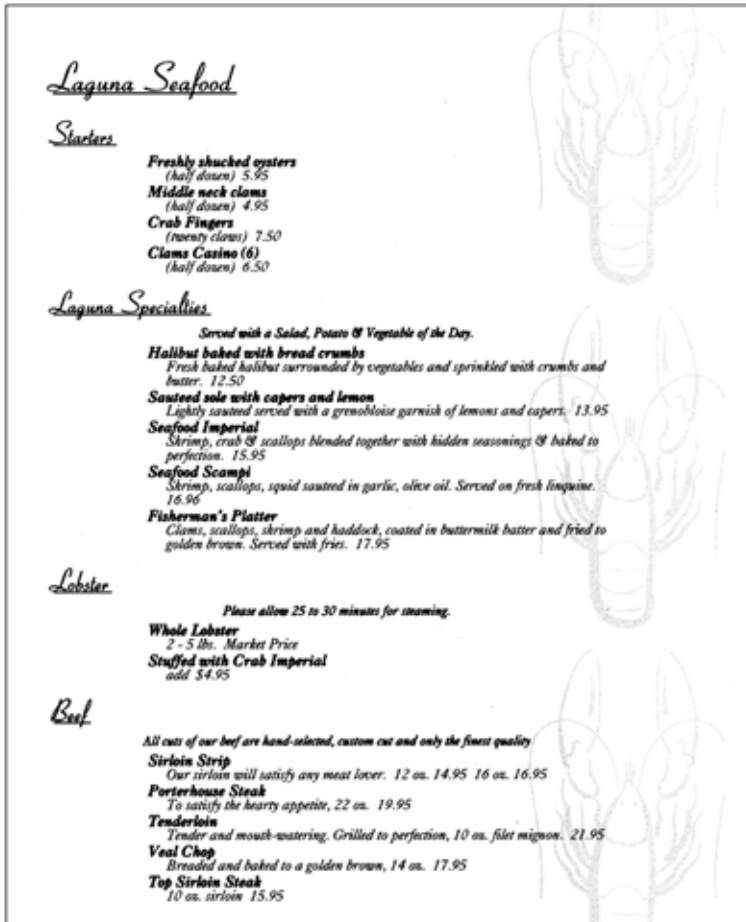 Laguna Seafood
Starters
Freshly shucked oysters
(half dozen) 5.95
Middle neck clams
(half dozen) 4.95
Crab Fingers
(twenty claws) 7.50
Clams Casino (6)
(half dozen) 6.50
Laguna Specialties
Served with a Salad, Potato & Vegetable of the Day.
Halibut baked with bread crumbs
Fresh baked halibut surrounded by vegetables and sprinkled with crumbs and
butter. 12.50
Sauteed sole with capers and lemon
Lightly sauteed served with a grenobloise garnish of lemons and capers. 13.95
Seafood Imperial
Shrimp, crab & scallops blended together with hidden seasonings & baked to
perfection. 15.95
Seafood Scampi
Shrimp, scallops, squid sauteed in garlic, olive oil. Served on fresh linquine.
16.96
Fisherman's Platter
Clams, scallops, shrimp and haddock, coated in buttermilk batter and fried to
golden brown. Served with fries. 17.95
Lobster
Please allow 25 to 30 minutes for steaming.
Whole Lobster
2 - 5 lbs. Market Price
Stuffed with Crab Imperial
add $4.95
Beef
All cuts of our beef are hand-selected, custom cut and only the finest quality
Sirloin Strip
Our sirloin will satisfy any meat lover. 12 oz. 14.95 16 oz. 16.95
Porterhouse Steak
To satisfy the hearty appetite, 22 oz. 19.95
Tenderloin
Tender and mouth-watering. Grilled to perfection, 10 oz. filet mignon. 21.95
Veal Chop
Breaded and baked to a golden brown, 14 oz. 17.95
Top Sirloin Steak
10 oz. sirloin 15.95